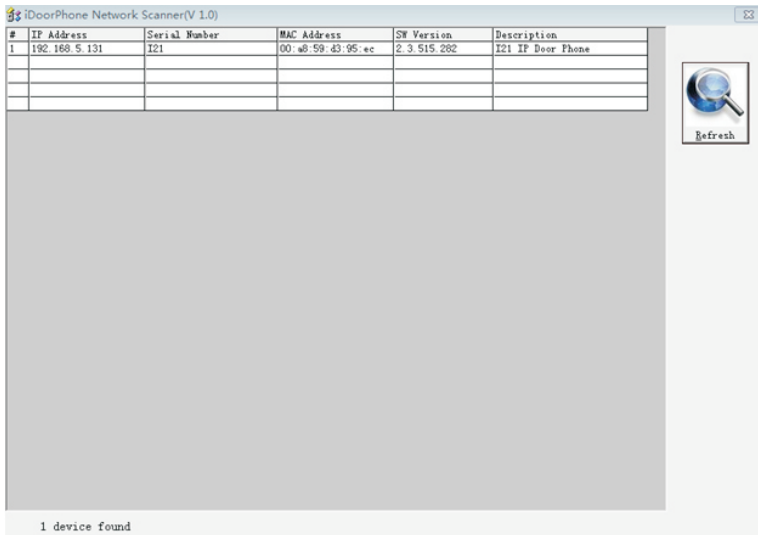 iDoorPhone Network Scanner(V 1.0)
# IP Address Serial Number MAC Address SW Version Description
1 192.168.5.131 I21 00:a8:59:d3:95:ec 2.3.515.282 I21 IP Door Phone
Refresh
1 device found